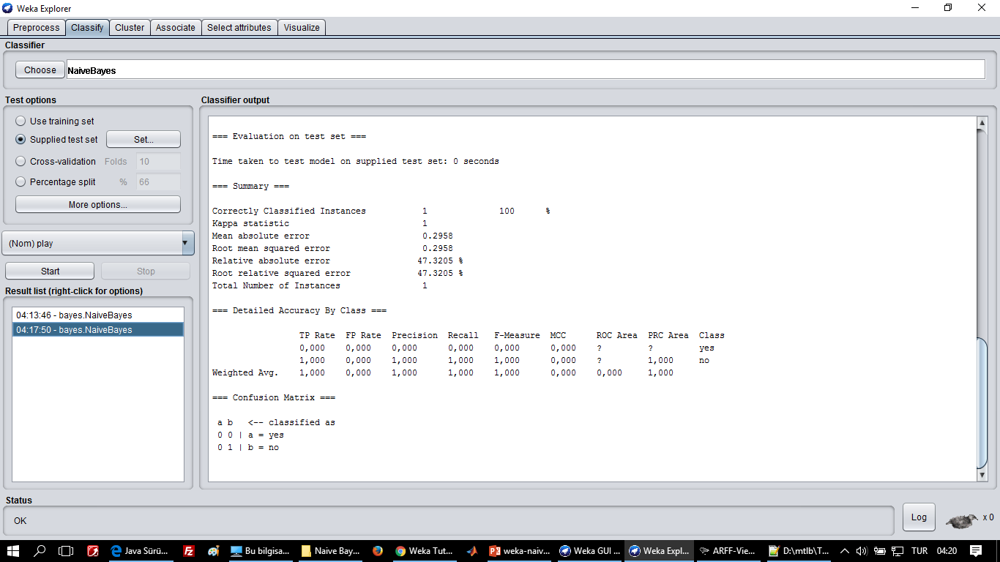 Weka Explorer
Preprocess Classify Cluster Associate Select attributes Visualize
Classifier
Choose NaiveBayes
Test options
Use training set
Supplied test set Set...
Cross-validation Folds 10
Percentage split % 66
More options...
(Nom) play
Start Stop
Result list (right-click for options)
04:13:46 - bayes.NaiveBayes
04:17:50 - bayes.NaiveBayes
Classifier output
=== Evaluation on test set ===
Time taken to test model on supplied test set: 0 seconds
=== Summary ===
Correctly Classified Instances 1 100 %
Kappa statistic 1
Mean absolute error 0.2958
Root mean squared error 0.2958
Relative absolute error 47.3205 %
Root relative squared error 47.3205 %
Total Number of Instances 1
=== Detailed Accuracy By Class ===
TP Rate FP Rate Precision Recall F-Measure MCC ROC Area PRC Area Class
0,000 0,000 0,000 0,000 0,000 0,000 ? ? yes
1,000 0,000 1,000 1,000 1,000 0,000 ? 1,000 no
Weighted Avg. 1,000 0,000 1,000 1,000 1,000 0,000 0,000 1,000
=== Confusion Matrix ===
a b <-- classified as
0 0 | a = yes
0 1 | b = no
Status
OK
Log x 0
Java Sürü... Bu bilgisa... Naive Bay... Weka Tut... weka-naiv... Weka GUI ... Weka Expl... ARFF-Vie... D:\mtlb\T... TUR 04:20